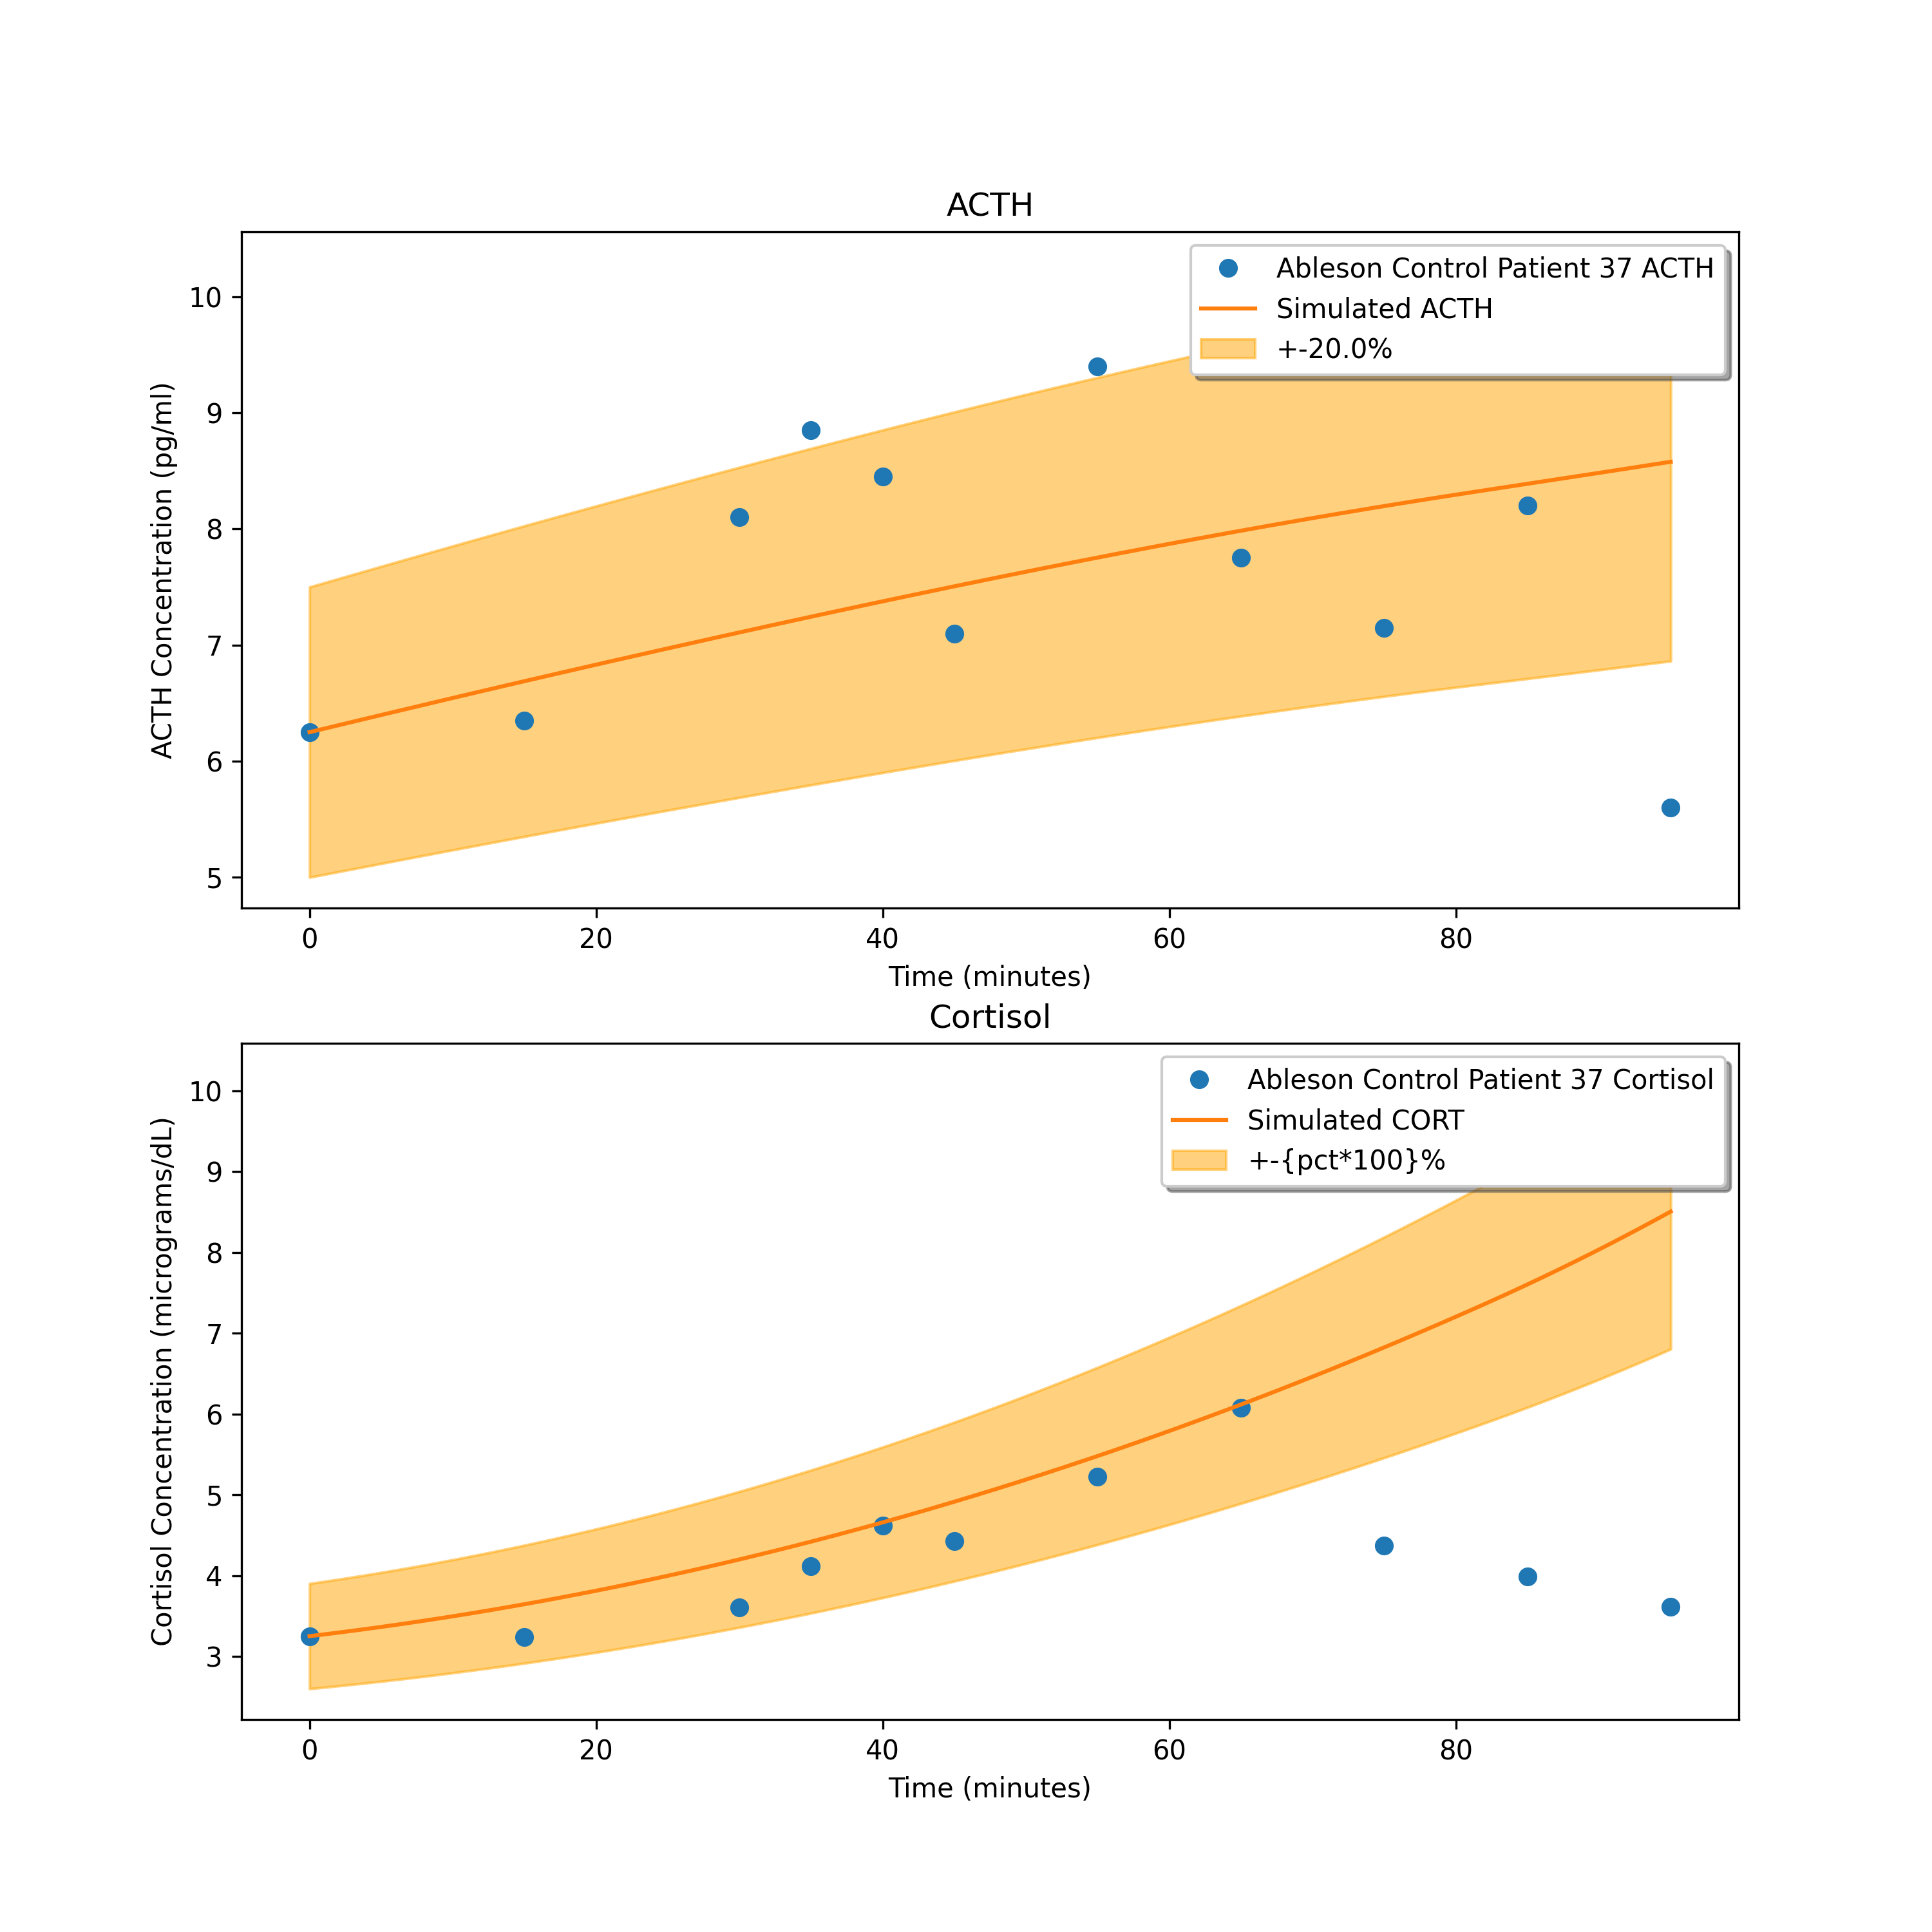 ACTH
10
9
8
7
6
5
ACTH Concentration (pg/ml)
Ableson Control Patient 37 ACTH
Simulated ACTH
+-20.0%
0 20 40 60 80
Time (minutes)
Cortisol
10
9
8
7
6
5
4
3
Cortisol Concentration (micrograms/dL)
Ableson Control Patient 37 Cortisol
Simulated CORT
+-{pct*100}%
0 20 40 60 80
Time (minutes)